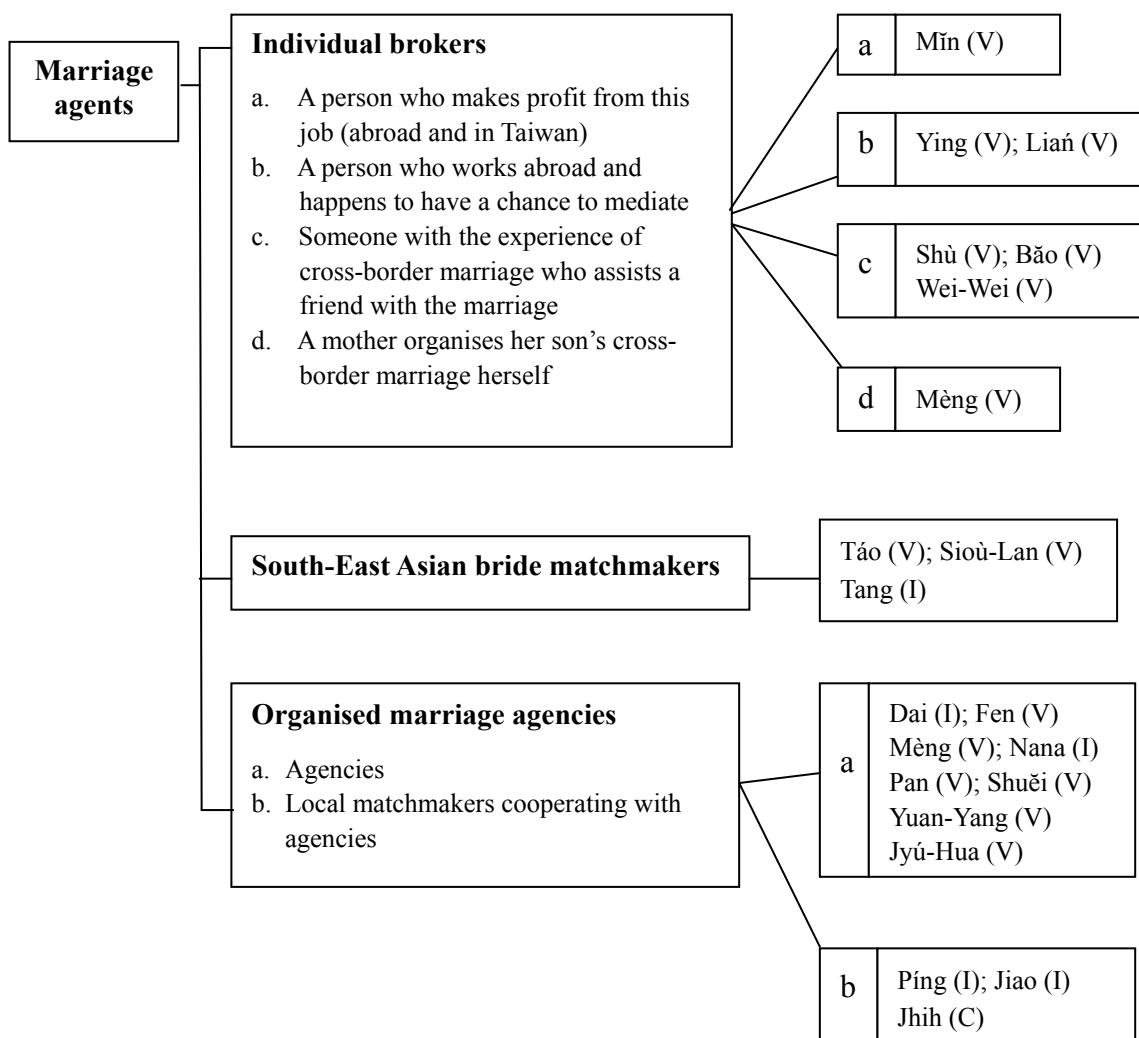 Marriage
agents
Individual brokers
a. A person who makes profit from this
job (abroad and in Taiwan)
b. A person who works abroad and
happens to have a chance to mediate
c. Someone with the experience of
cross-border marriage who assists a
friend with the marriage
d. A mother organises her son’s cross-
border marriage herself
a
Mĭn (V)
b
Ying (V); Liań (V)
c
Shù (V); Băo (V)
Wei-Wei (V)
d
Mèng (V)
South-East Asian bride matchmakers
Táo (V); Sioù-Lan (V)
Tang (I)
Organised marriage agencies
a. Agencies
b. Local matchmakers cooperating with
agencies
a
Dai (I); Fen (V)
Mèng (V); Nana (I)
Pan (V); Shuĕi (V)
Yuan-Yang (V)
Jyú-Hua (V)
b
Píng (I); Jiao (I)
Jhih (C)